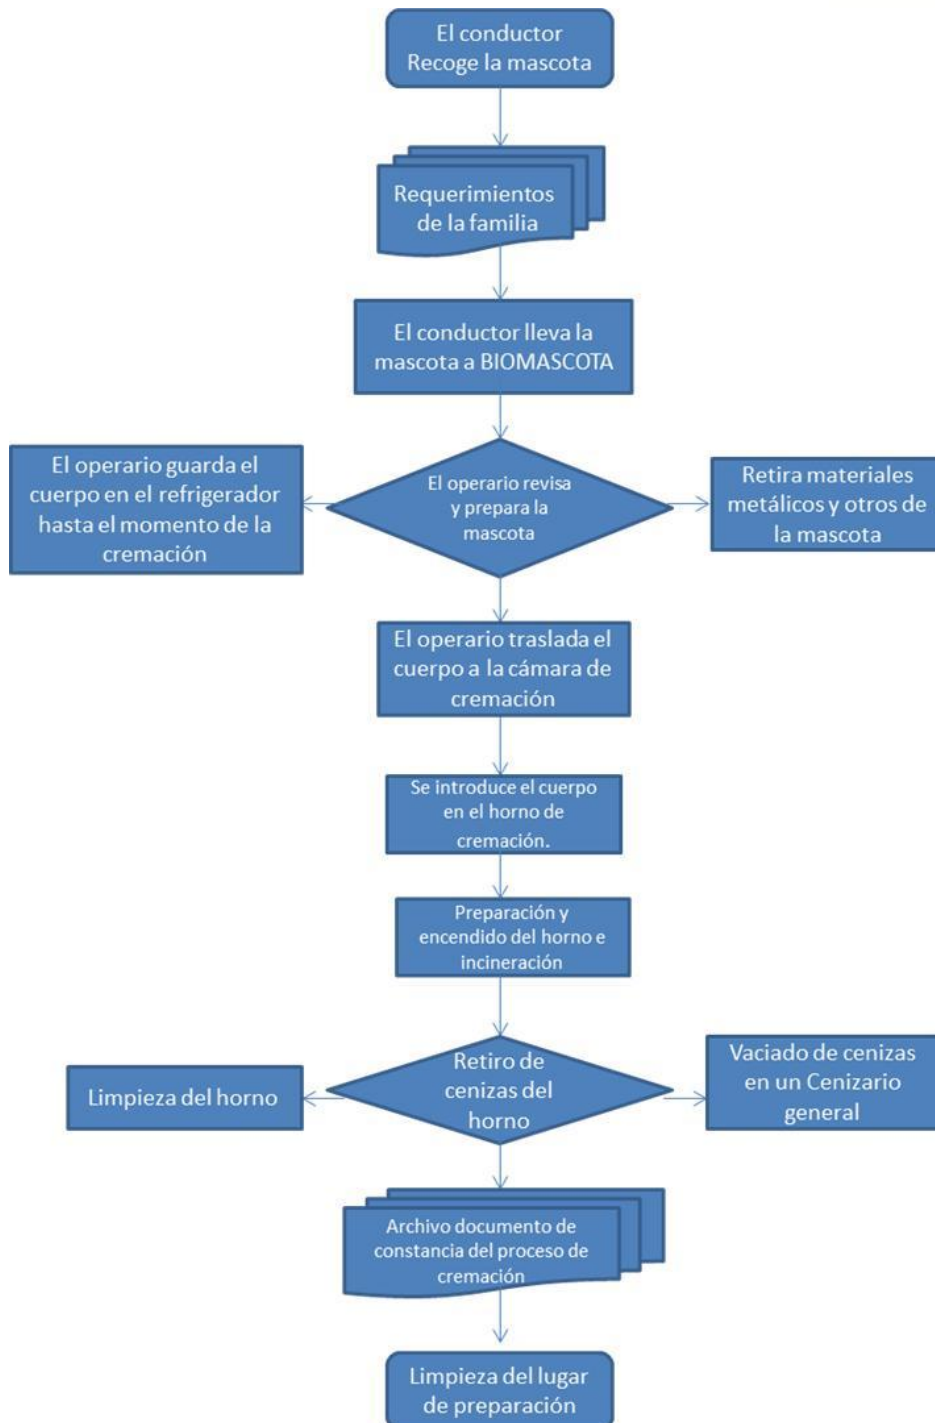 El conductor
Recoge la mascota
Requerimientos
de la familia
El conductor lleva la
mascota a BIOMASCOTA
El operario guarda el
cuerpo en el refrigerador
hasta el momento de la
cremación
El operario revisa
y prepara la
mascota
Retira materiales
metálicos y otros de
la mascota
El operario traslada el
cuerpo a la cámara de
cremación
Se introduce el cuerpo
en el horno de
cremación.
Preparación y
encendido del horno e
incineración
Limpieza del horno
Retiro de
cenizas del
horno
Vaciado de cenizas
en un Cenizario
general
Archivo documento de
constancia del proceso de
cremación
Limpieza del lugar
de preparación